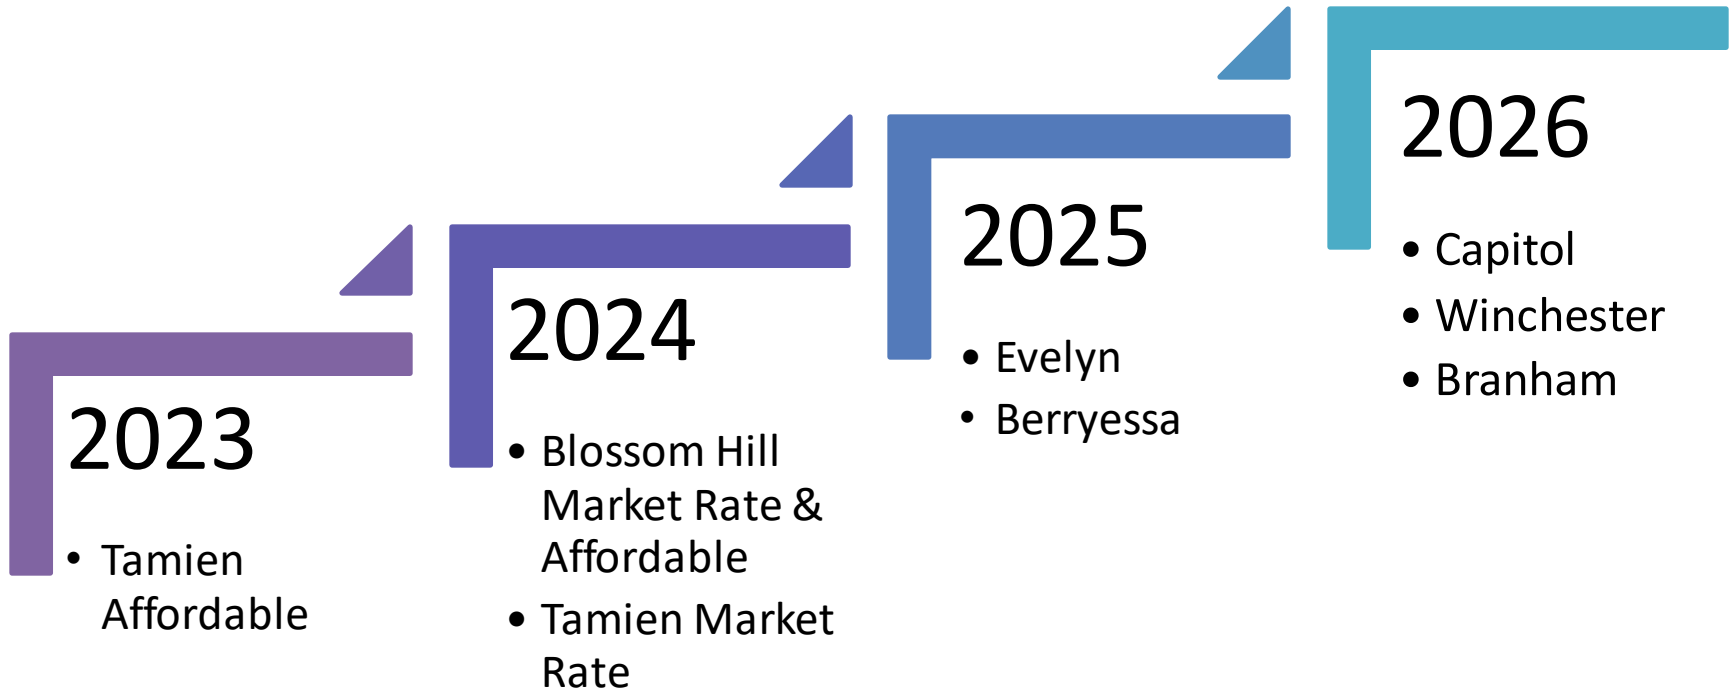 2023
• Tamien
Affordable
2024
• Blossom Hill
Market Rate &
Affordable
• Tamien Market
Rate
2025
• Evelyn
• Berryessa
2026
• Capitol
• Winchester
• Branham